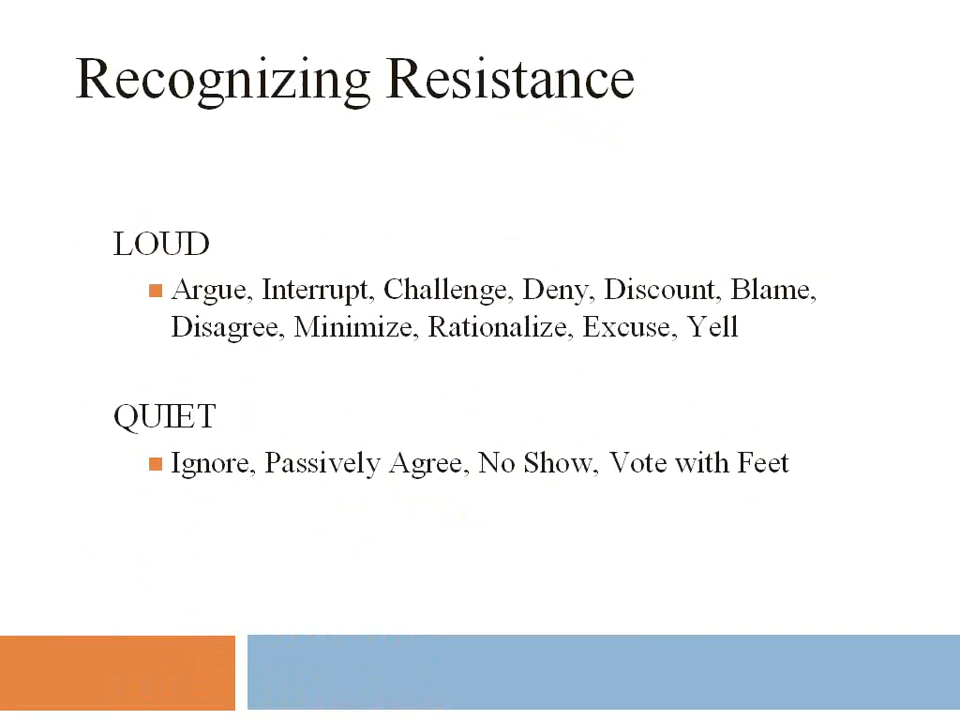 Recognizing Resistance
LOUD
Argue, Interrupt, Challenge, Deny, Discount, Blame,
Disagree, Minimize, Rationalize, Excuse, Yell
QUIET
Ignore, Passively Agree, No Show, Vote with Feet